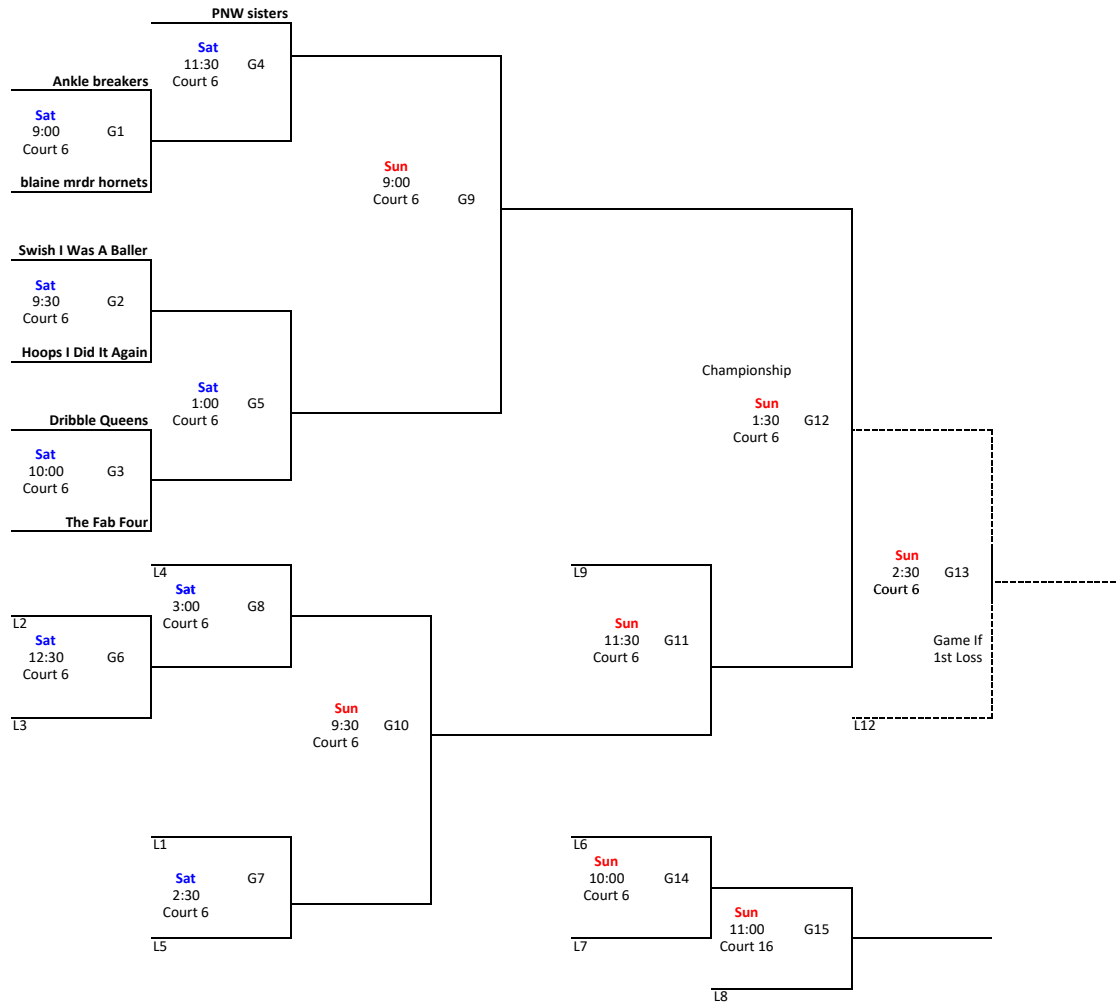 PNW sisters
Sat
11:30 G4
Court 6
Ankle breakers
Sat
9:00 G1
Court 6
blaine mrdr hornets
Sun
9:00
Court 6 G9
Swish I Was A Baller
Sat
9:30 G2
Court 6
Hoops I Did It Again
Sat
1:00 G5
Court 6
Championship
Sun
1:30 G12
Court 6
Dribble Queens
Sat
10:00 G3
Court 6
The Fab Four
L4
Sat
3:00 G8
Court 6
L9
Sun
2:30 G13
Court 6
L2
Sat
12:30 G6
Court 6
L3
Sun
11:30 G11
Court 6
Game If
1st Loss
L12
Sun
9:30 G10
Court 6
L1
Sat G7
2:30
Court 6
L5
L6
Sun
10:00 G14
Court 6
L7
Sun
11:00 G15
Court 16
L8